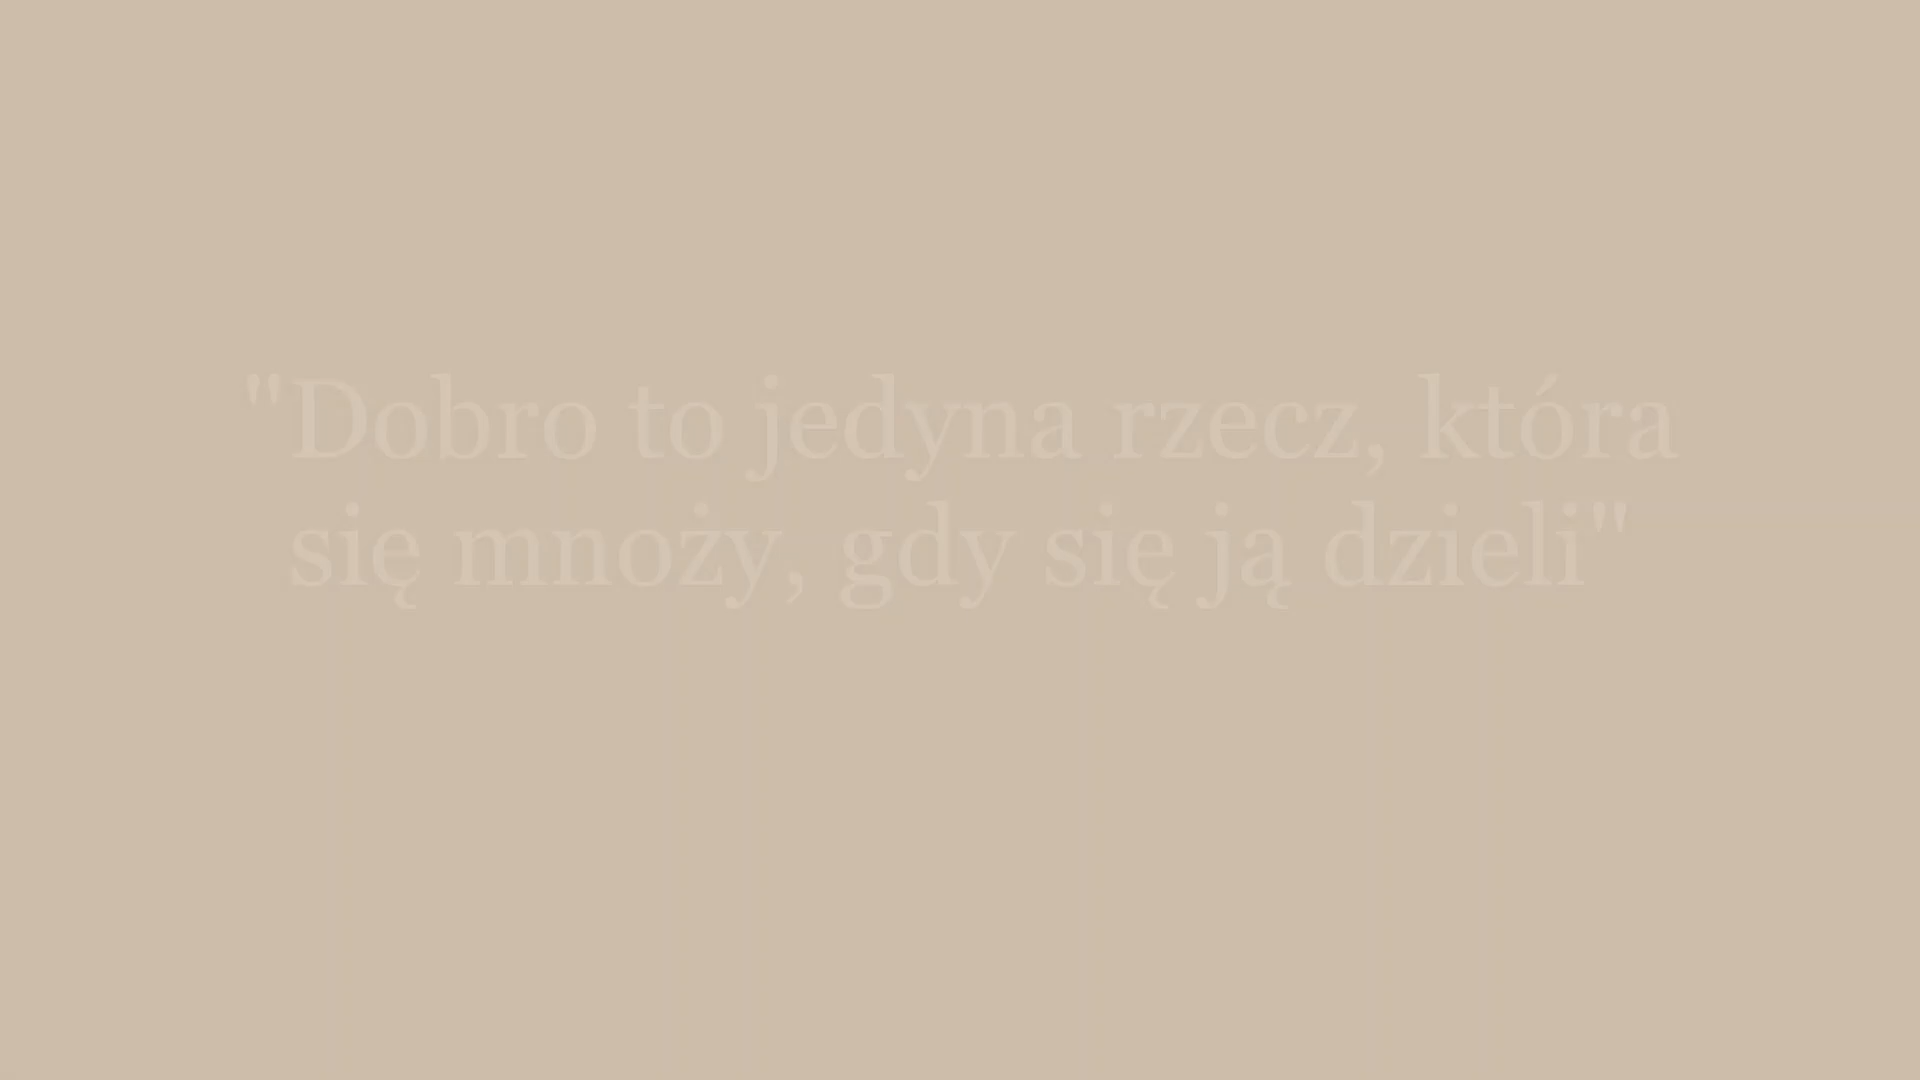 "Dobro to jedyna rzecz, która
się mnoży, gdy się ją dzieli"